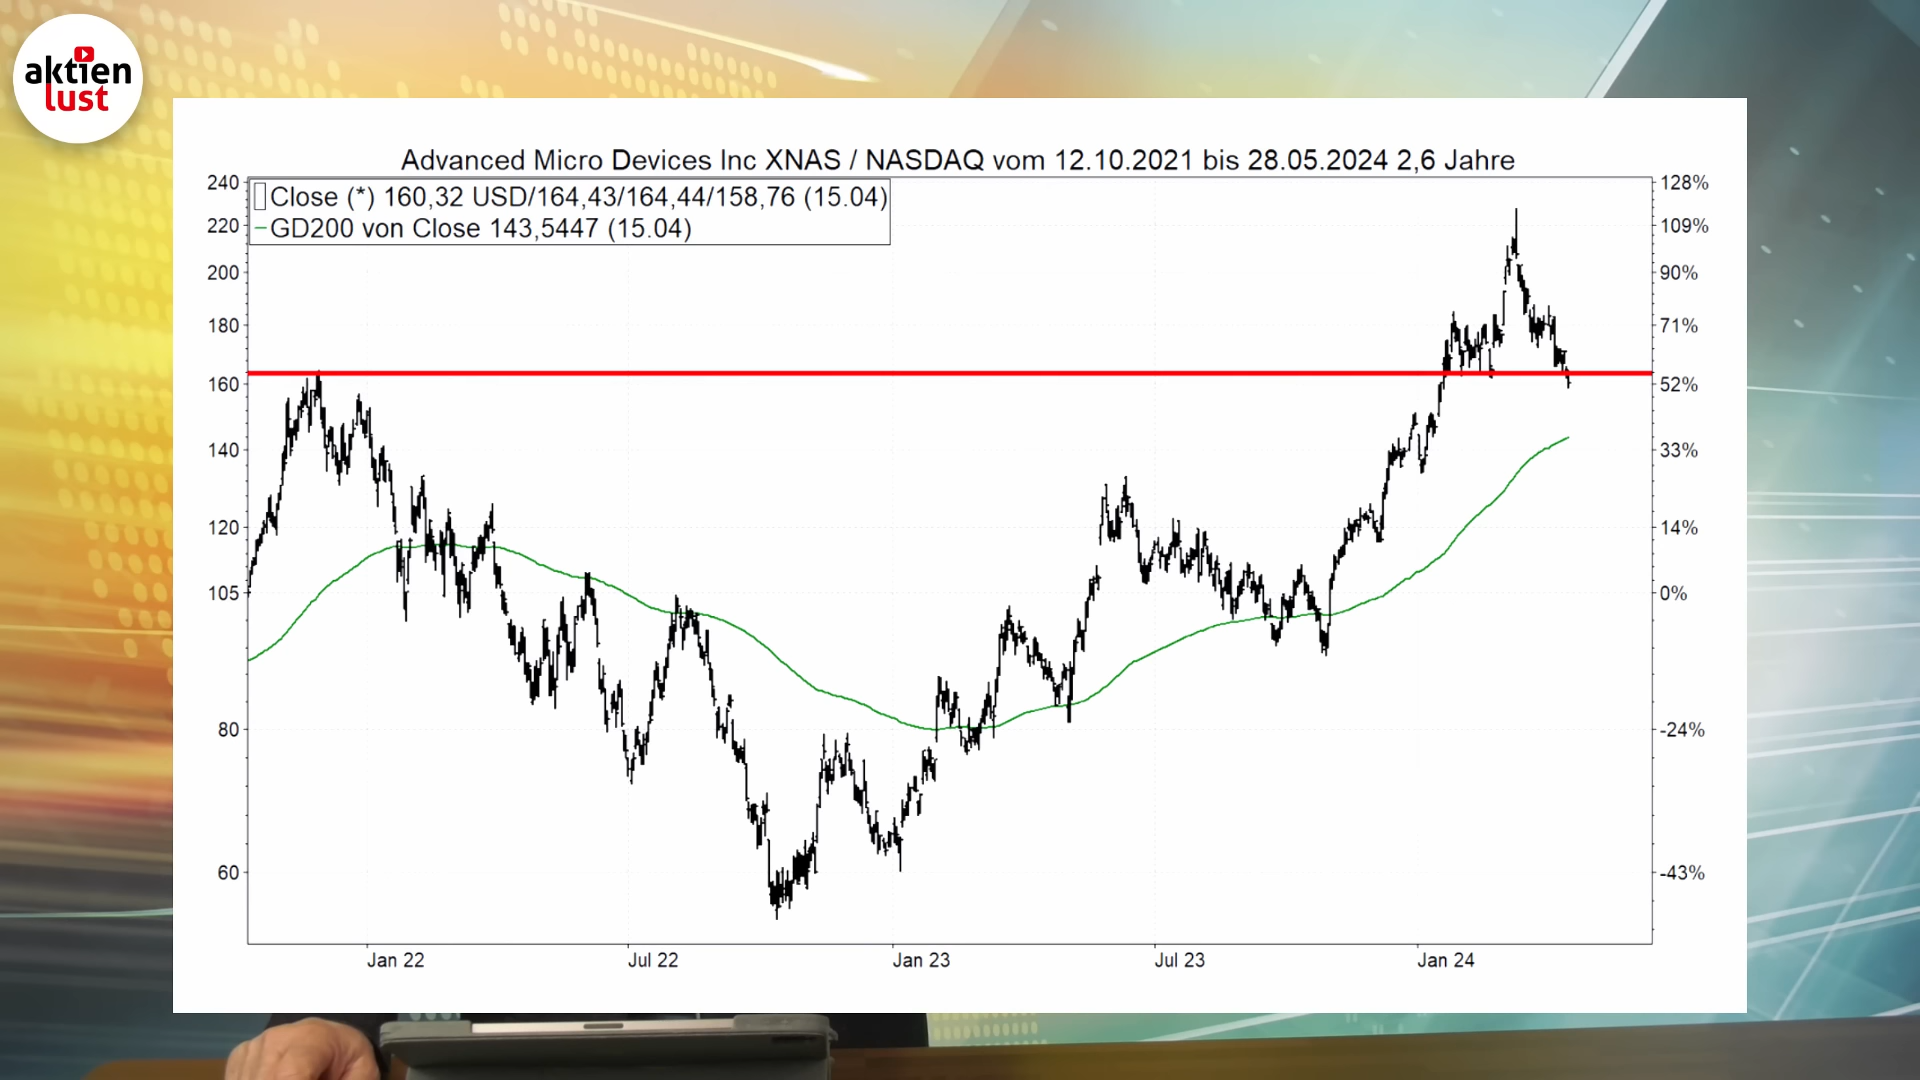 aktien
lust
Advanced Micro Devices Inc XNAS / NASDAQ vom 12.10.2021 bis 28.05.2024 2,6 Jahre
Close (*) 160,32 USD/164,43/164,44/158,76 (15.04)
GD200 von Close 143,5447 (15.04)
240 128%
220 109%
200 90%
180 71%
160 52%
140 33%
120 14%
105 0%
80 -24%
60 -43%
Jan 22 Jul 22 Jan 23 Jul 23 Jan 24